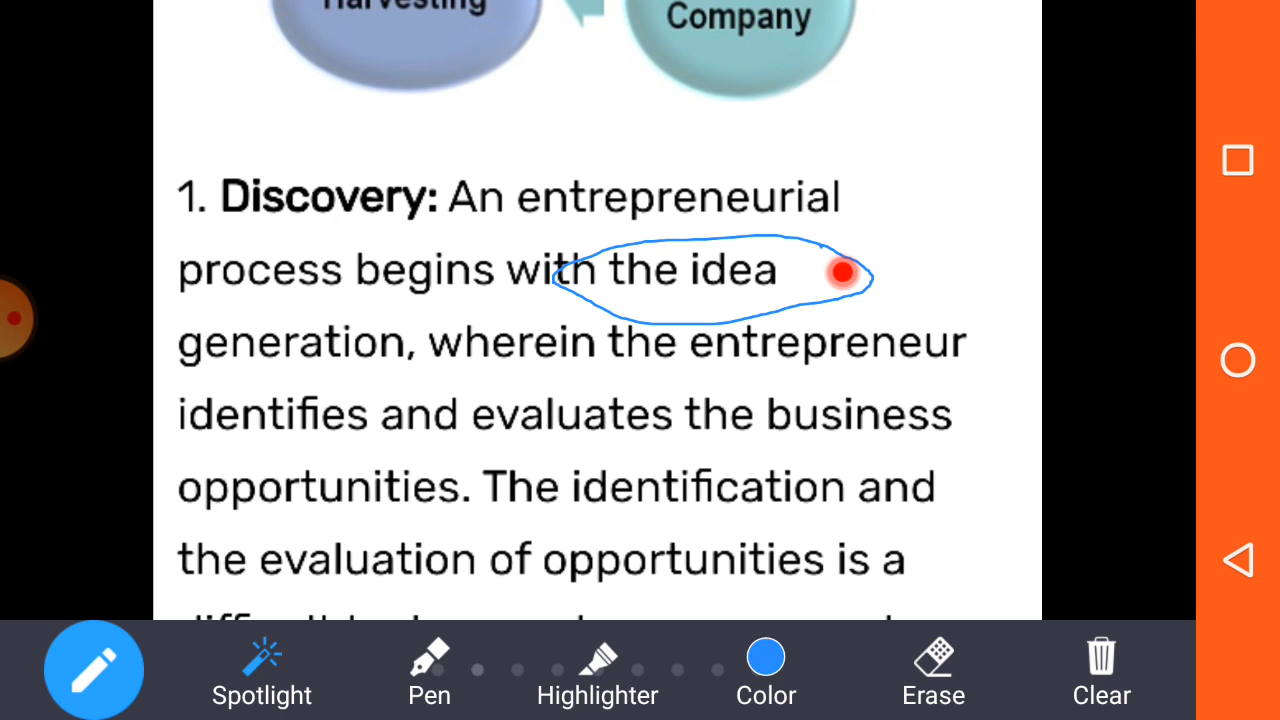 Harvesting
Company
1. Discovery: An entrepreneurial
process begins with the idea
generation, wherein the entrepreneur
identifies and evaluates the business
opportunities. The identification and
the evaluation of opportunities is a
Spotlight
Pen
Highlighter
Color
Erase
Clear